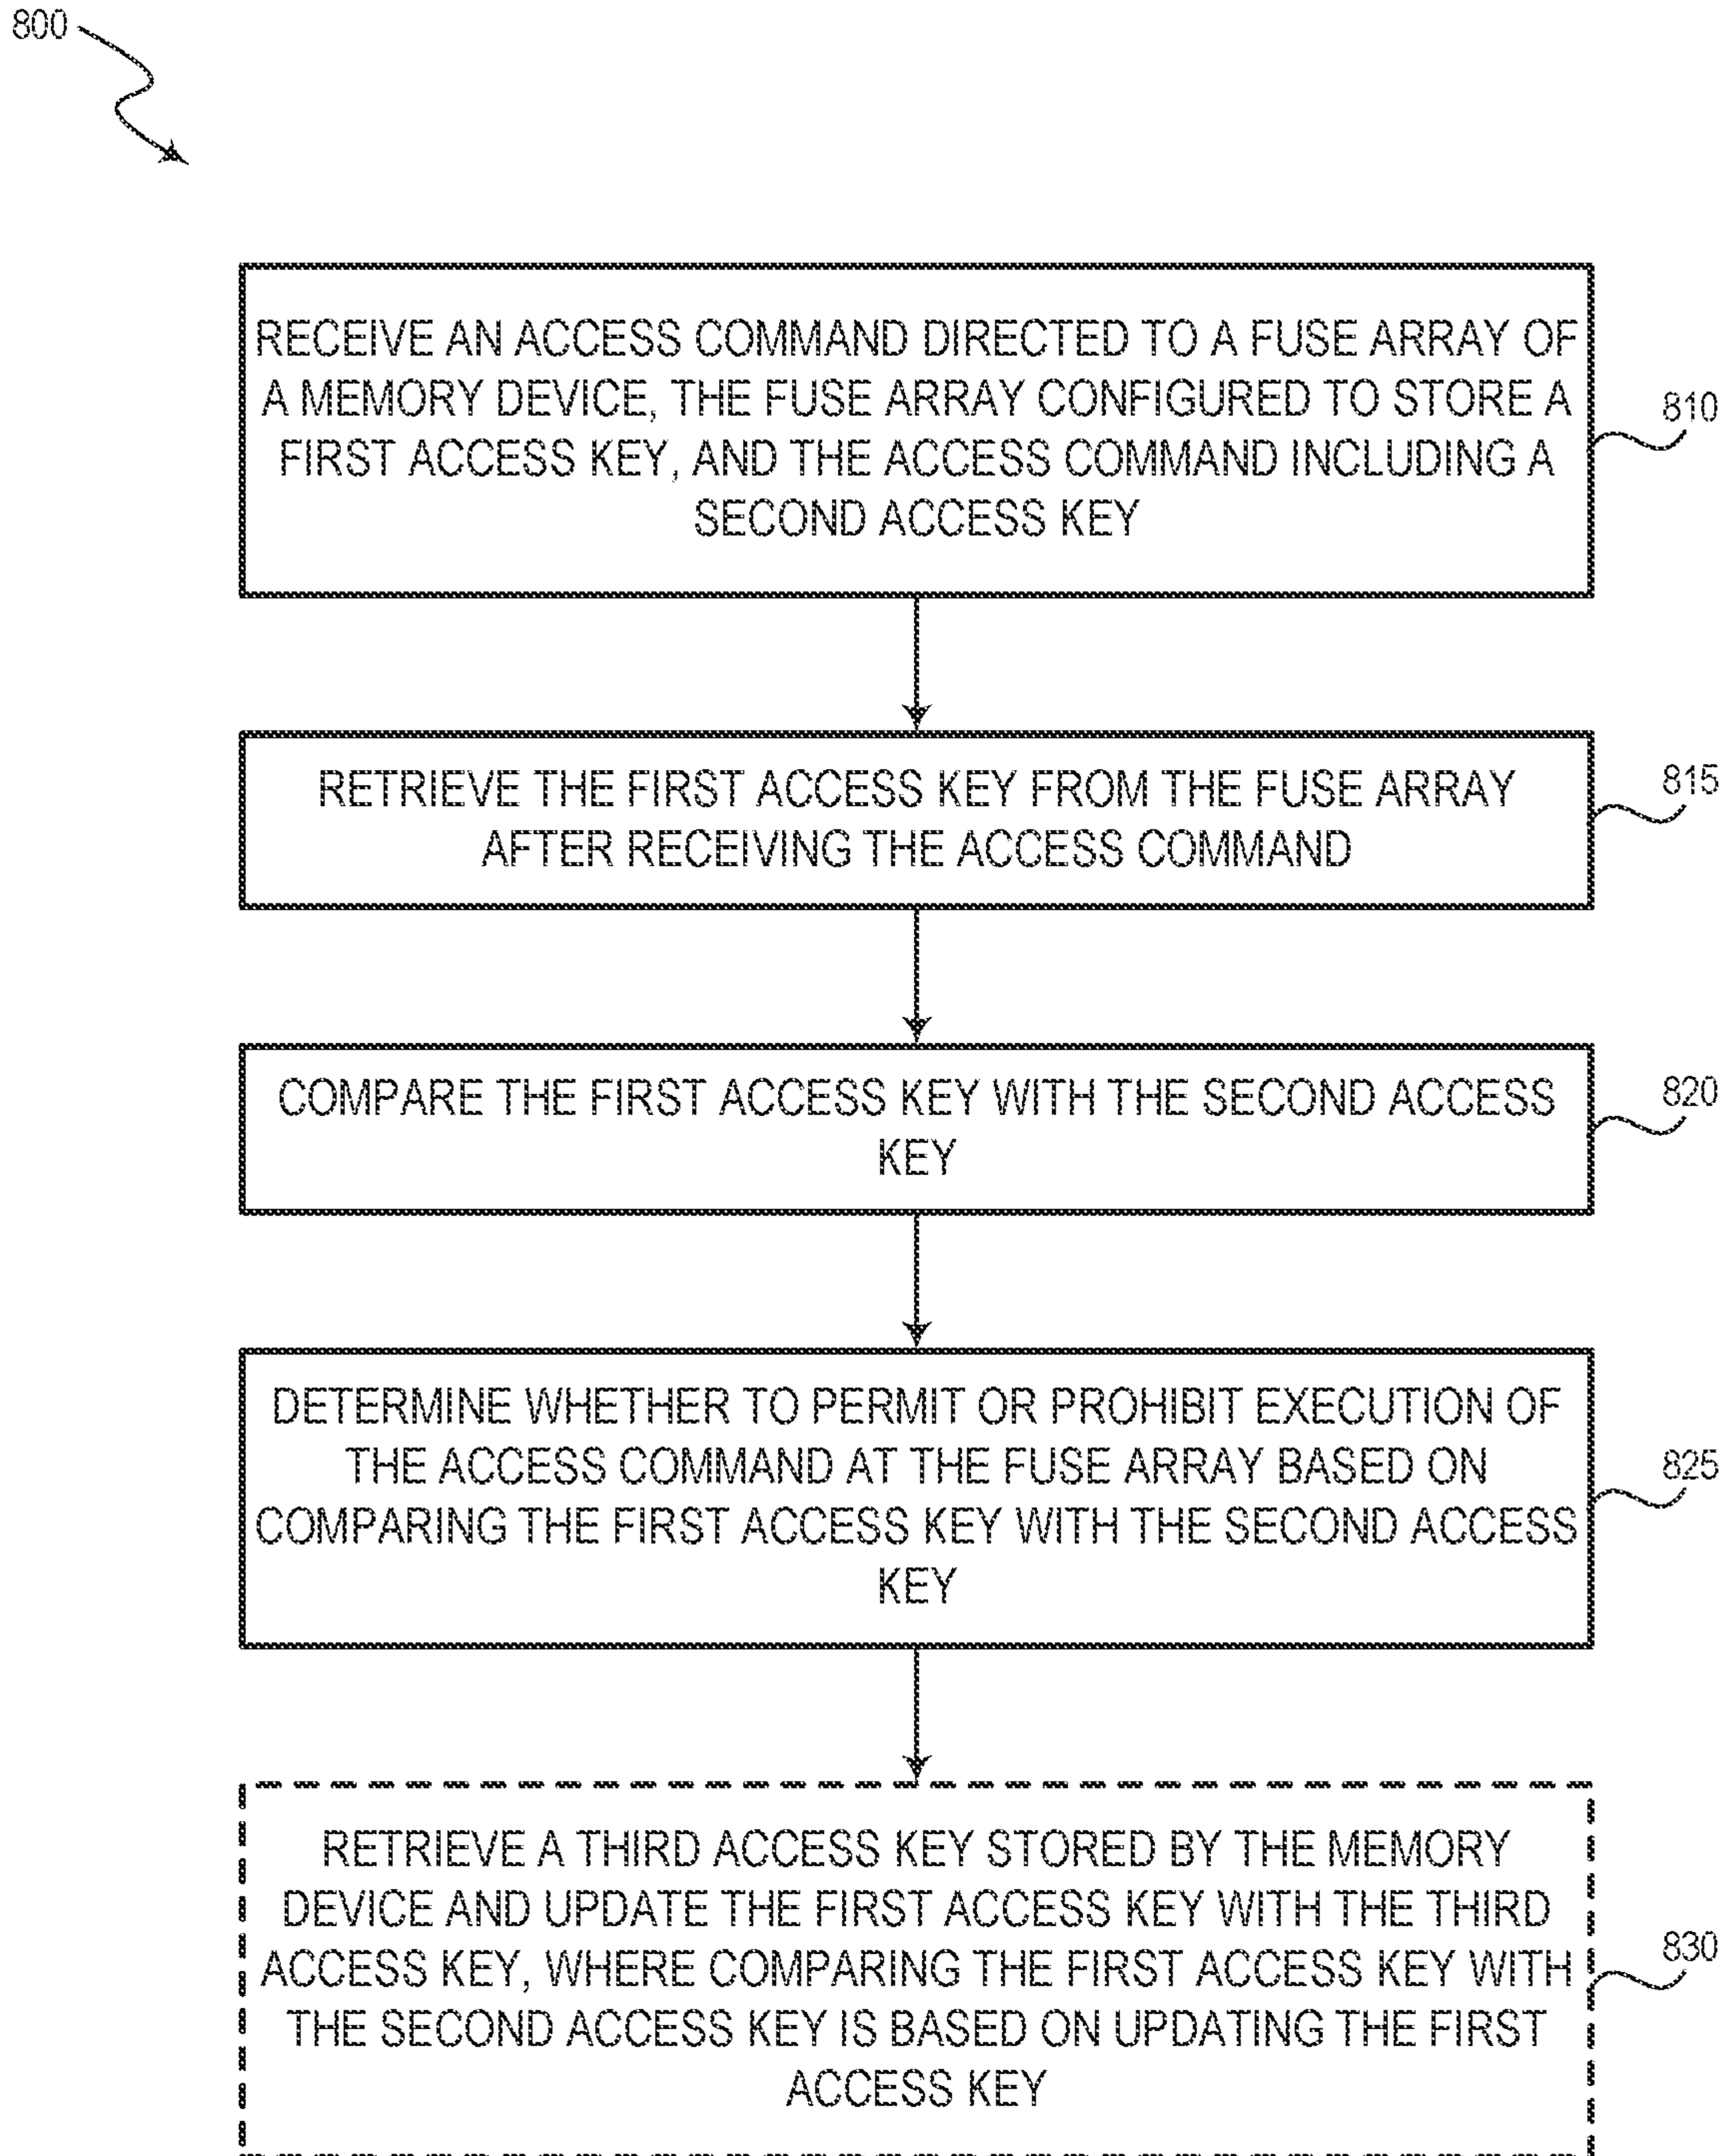 800
RECEIVE AN ACCESS COMMAND DIRECTED TO A FUSE ARRAY OF
A MEMORY DEVICE, THE FUSE ARRAY CONFIGURED TO STORE A
FIRST ACCESS KEY, AND THE ACCESS COMMAND INCLUDING A
SECOND ACCESS KEY
810
RETRIEVE THE FIRST ACCESS KEY FROM THE FUSE ARRAY
AFTER RECEIVING THE ACCESS COMMAND
815
COMPARE THE FIRST ACCESS KEY WITH THE SECOND ACCESS
KEY
820
DETERMINE WHETHER TO PERMIT OR PROHIBIT EXECUTION OF
THE ACCESS COMMAND AT THE FUSE ARRAY BASED ON
COMPARING THE FIRST ACCESS KEY WITH THE SECOND ACCESS
KEY
825
RETRIEVE A THIRD ACCESS KEY STORED BY THE MEMORY
DEVICE AND UPDATE THE FIRST ACCESS KEY WITH THE THIRD
ACCESS KEY, WHERE COMPARING THE FIRST ACCESS KEY WITH
THE SECOND ACCESS KEY IS BASED ON UPDATING THE FIRST
ACCESS KEY
830